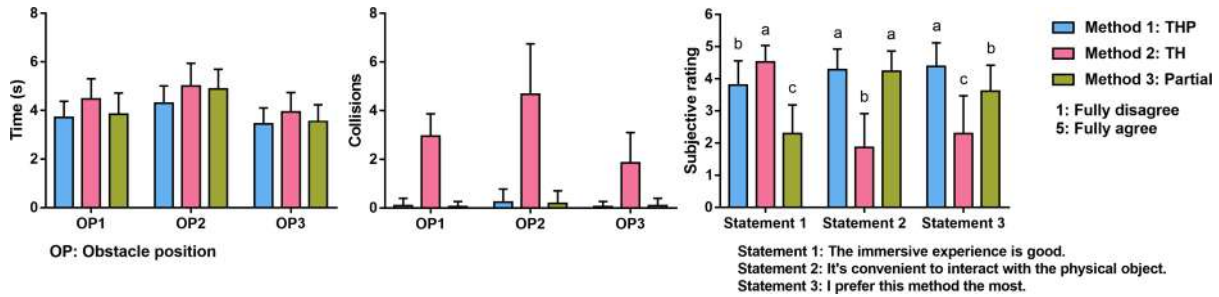 8
6
4
2
0
Time (s)
OP1
OP2
OP3
OP: Obstacle position
8
6
4
2
0
Collisions
OP1
OP2
OP3
6
5
4
3
2
1
0
Subjective rating
b
a
c
a
b
a
a
c
b
Statement 1
Statement 2
Statement 3
Method 1: THP
Method 2: TH
Method 3: Partial
1: Fully disagree
5: Fully agree
Statement 1: The immersive experience is good.
Statement 2: It's convenient to interact with the physical object.
Statement 3: I prefer this method the most.